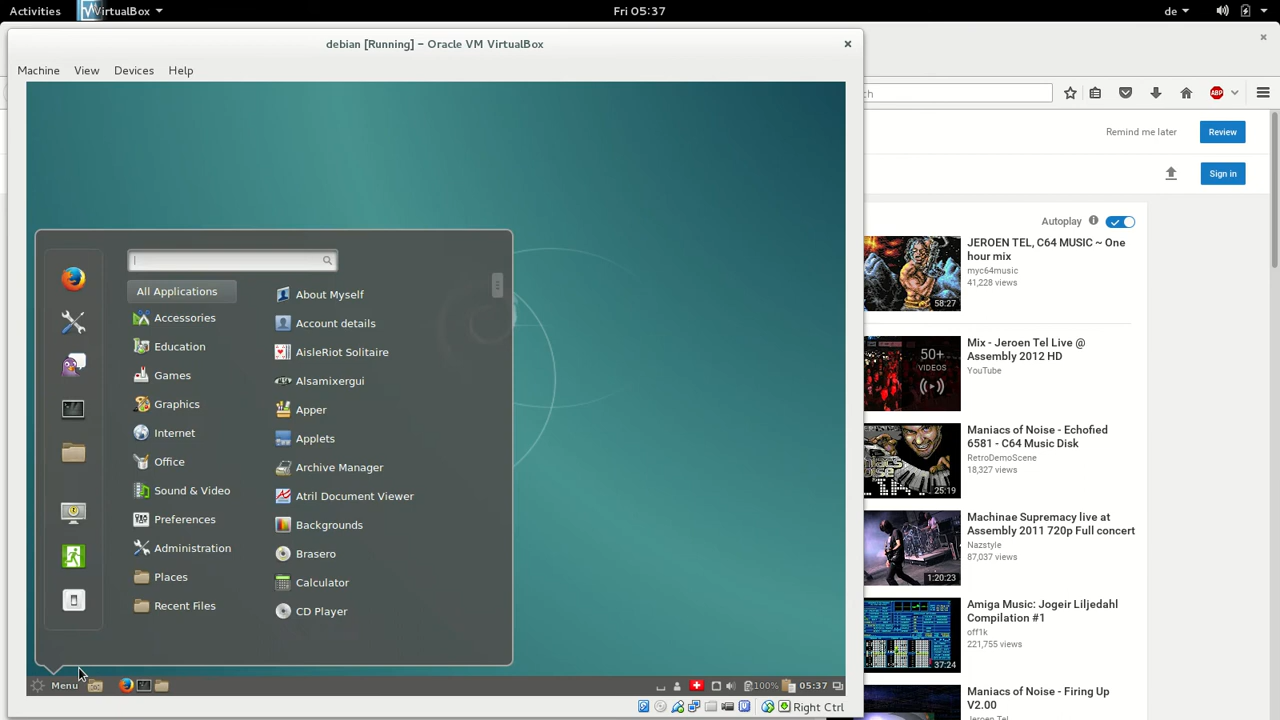 Activities VirtualBox Fri 05:37 de
debian [Running] – Oracle VM VirtualBox
Machine View Devices Help
ABP
Remind me later Review
Sign in
All Applications
Accessories
Education
Games
Graphics
Internet
Office
Sound & Video
Preferences
Administration
Places
Recent Files
About Myself
Account details
AisleRiot Solitaire
Alsamixergui
Apper
Applets
Archive Manager
Atril Document Viewer
Backgrounds
Brasero
Calculator
CD Player
Menu 100% 05:37
Right Ctrl
Autoplay
JEROEN TEL, C64 MUSIC ~ One
hour mix
myc64music
41,228 views
58:27
Mix - Jeroen Tel Live @
Assembly 2012 HD
YouTube
50+
VIDEOS
Maniacs of Noise - Echofied
6581 - C64 Music Disk
RetroDemoScene
18,327 views
25:19
Machinae Supremacy live at
Assembly 2011 720p Full concert
Nazstyle
87,037 views
1:20:23
Amiga Music: Jogeir Liljedahl
Compilation #1
off1k
221,755 views
37:24
Maniacs of Noise - Firing Up
V2.00
Jeroen Tel